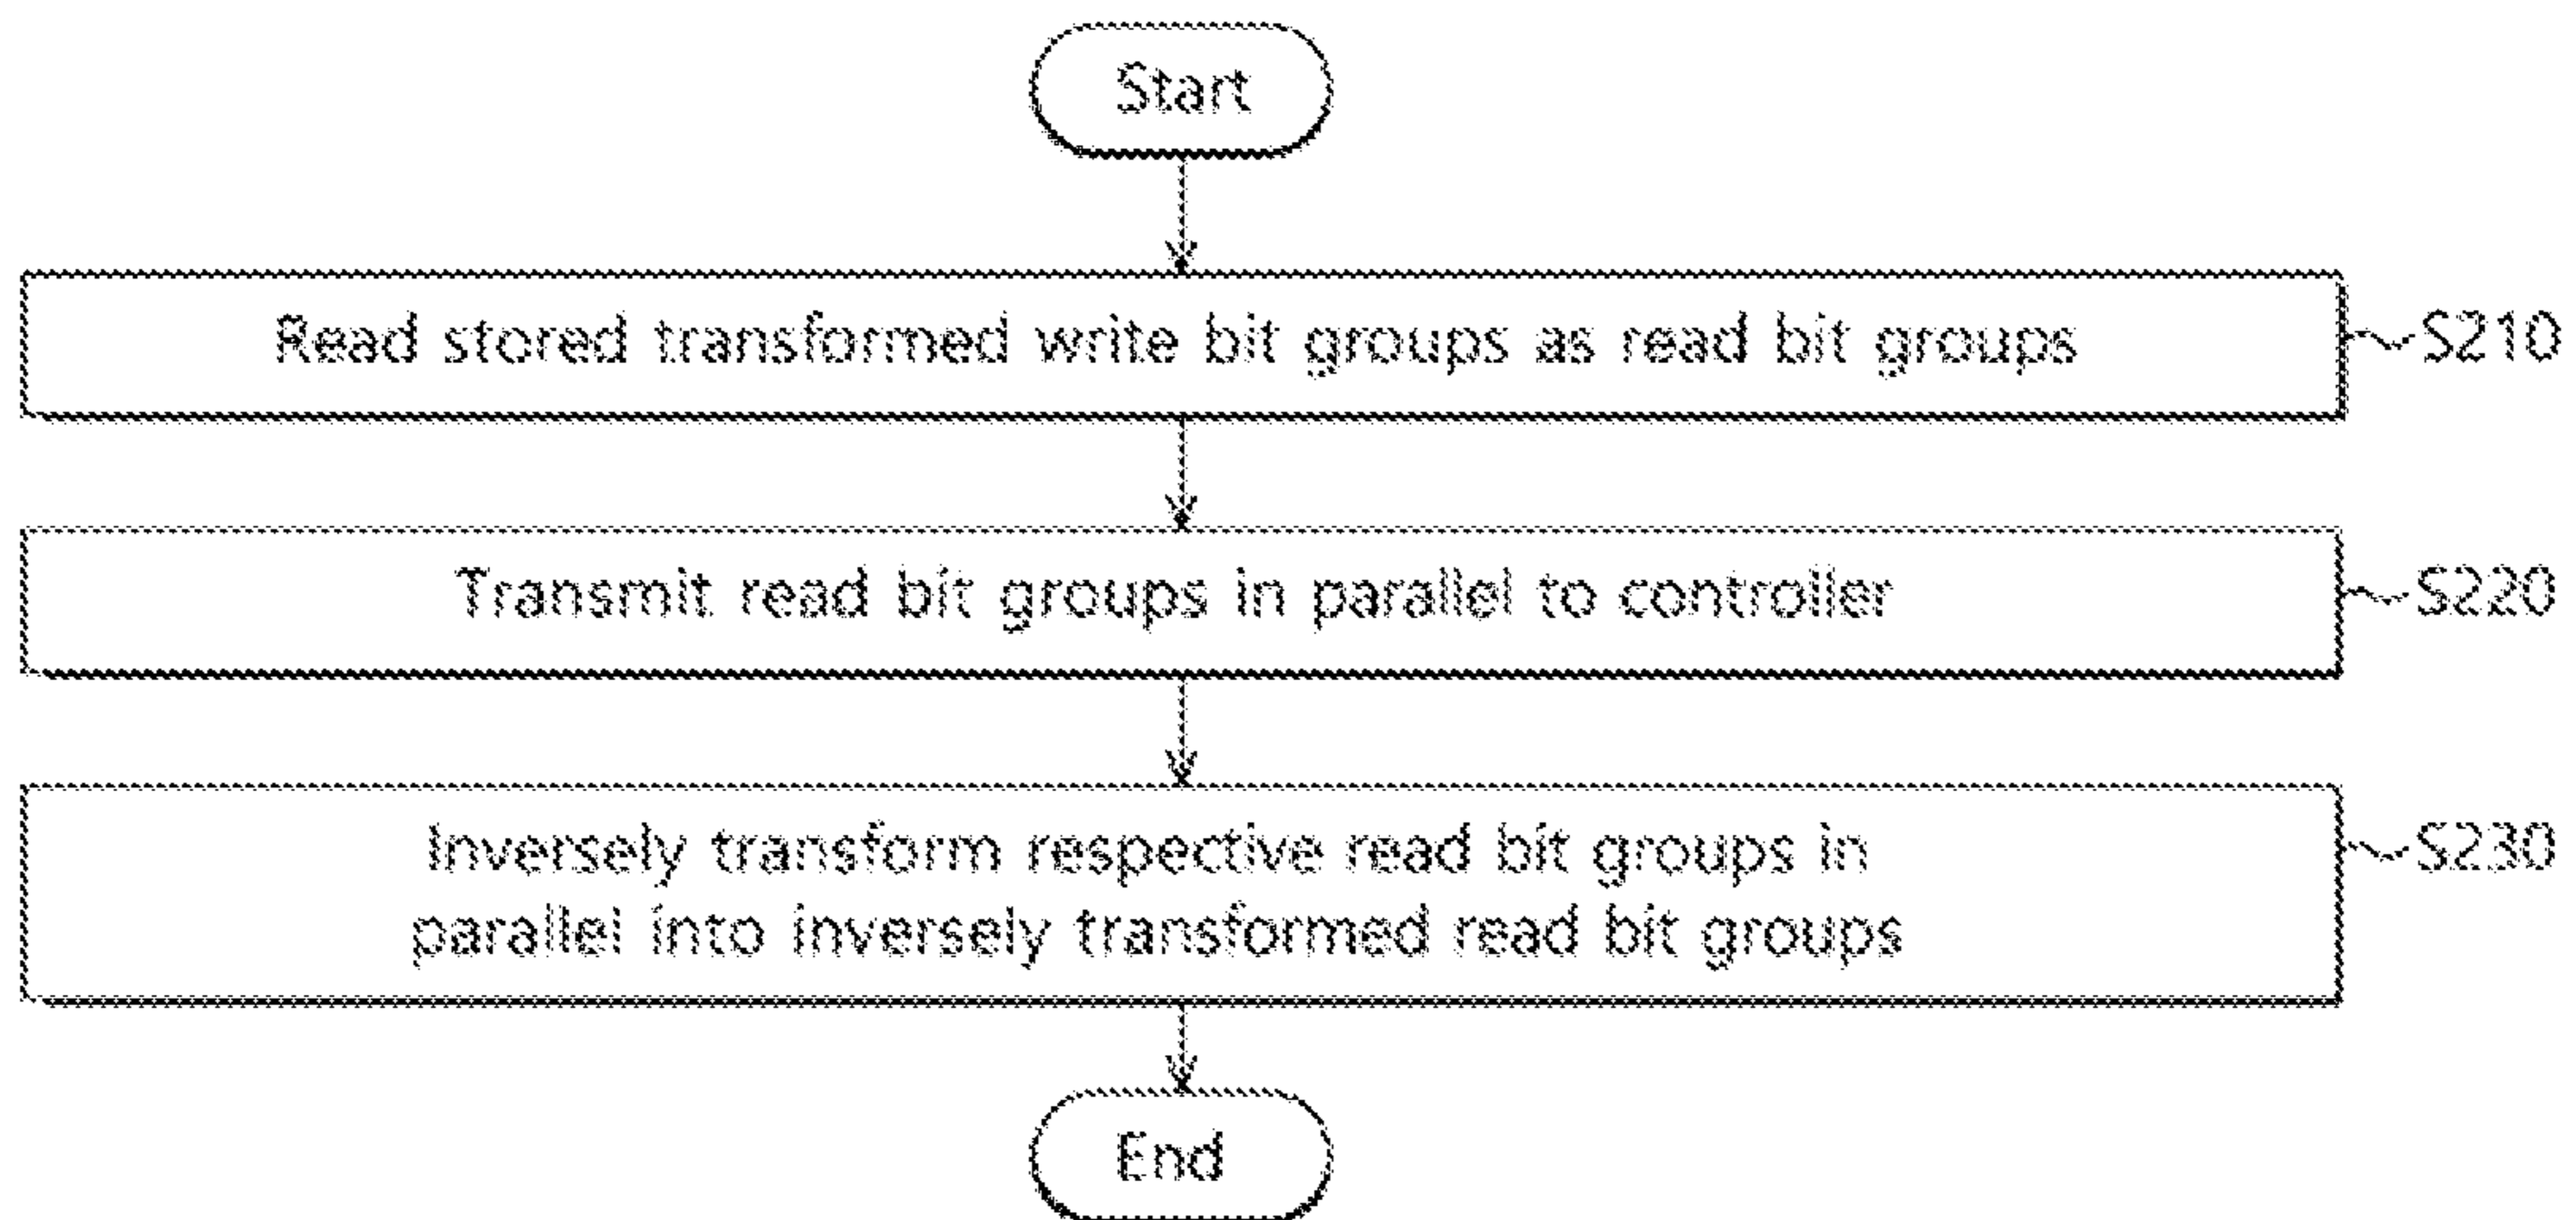 Start
Read stored transformed write bit groups as read bit groups
S210
Transmit read bit groups in parallel to controller
S220
Inversely transform respective read bit groups in
parallel into inversely transformed read bit groups
S230
End